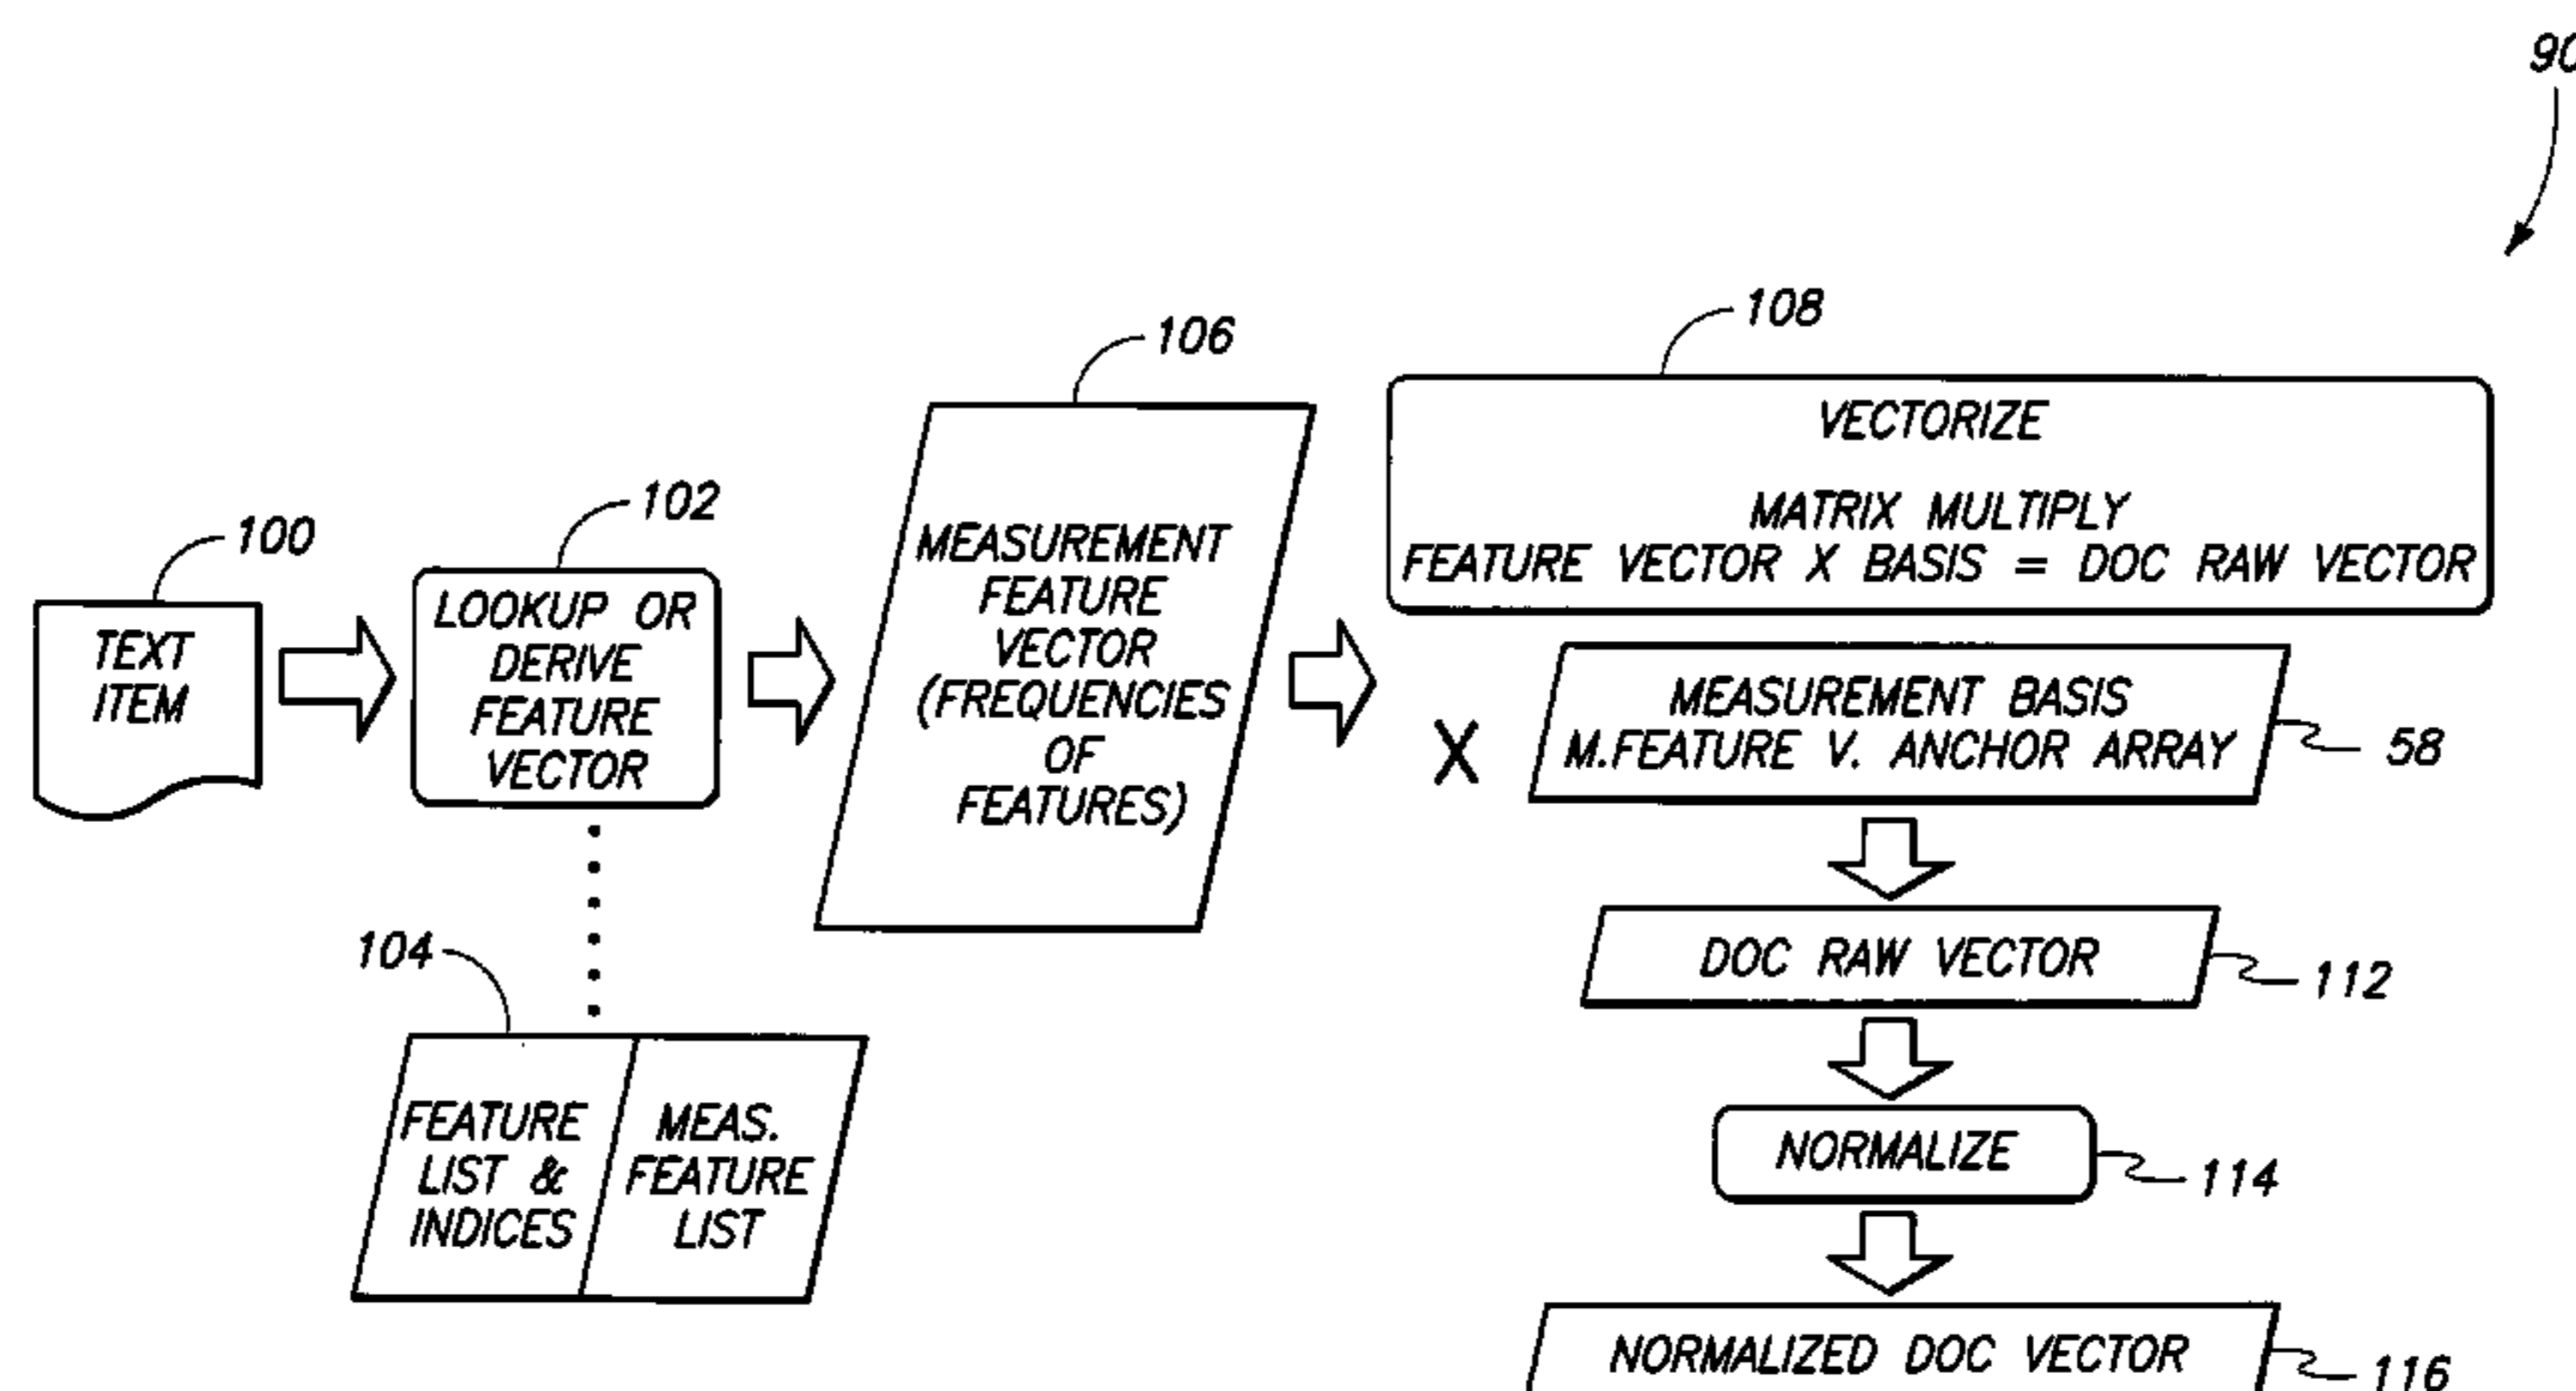 90
108
106
VECTORIZE
MATRIX MULTIPLY
FEATURE VECTOR X BASIS = DOC RAW VECTOR
102
100
TEXT
ITEM
LOOKUP OR
DERIVE
FEATURE
VECTOR
MEASUREMENT
FEATURE
VECTOR
(FREQUENCIES
OF
FEATURES)
X
MEASUREMENT BASIS
M.FEATURE V. ANCHOR ARRAY
58
104
FEATURE
LIST &
INDICES
MEAS.
FEATURE
LIST
DOC RAW VECTOR
112
NORMALIZE
114
NORMALIZED DOC VECTOR
116